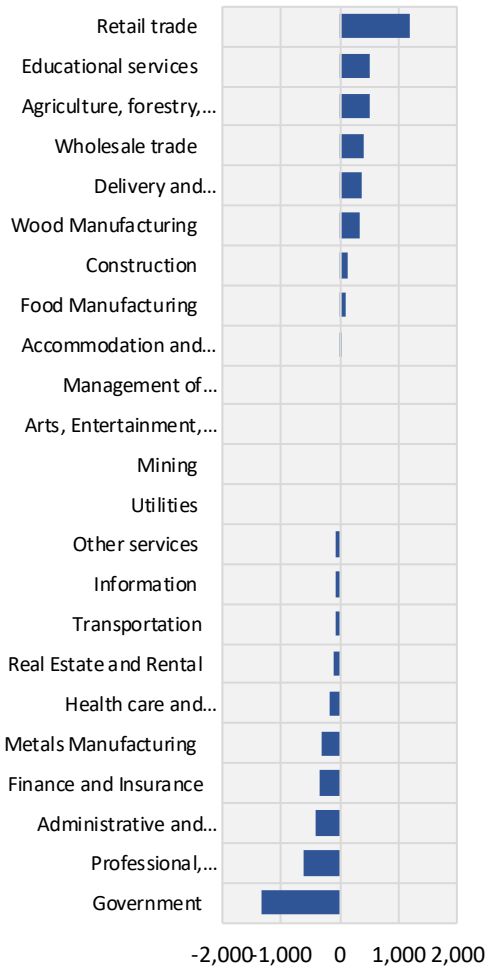 Retail trade
Educational services
Agriculture, forestry,...
Wholesale trade
Delivery and...
Wood Manufacturing
Construction
Food Manufacturing
Accommodation and...
Management of...
Arts, Entertainment,...
Mining
Utilities
Other services
Information
Transportation
Real Estate and Rental
Health care and...
Metals Manufacturing
Finance and Insurance
Administrative and...
Professional,...
Government
-2,000 -1,000 0 1,000 2,000